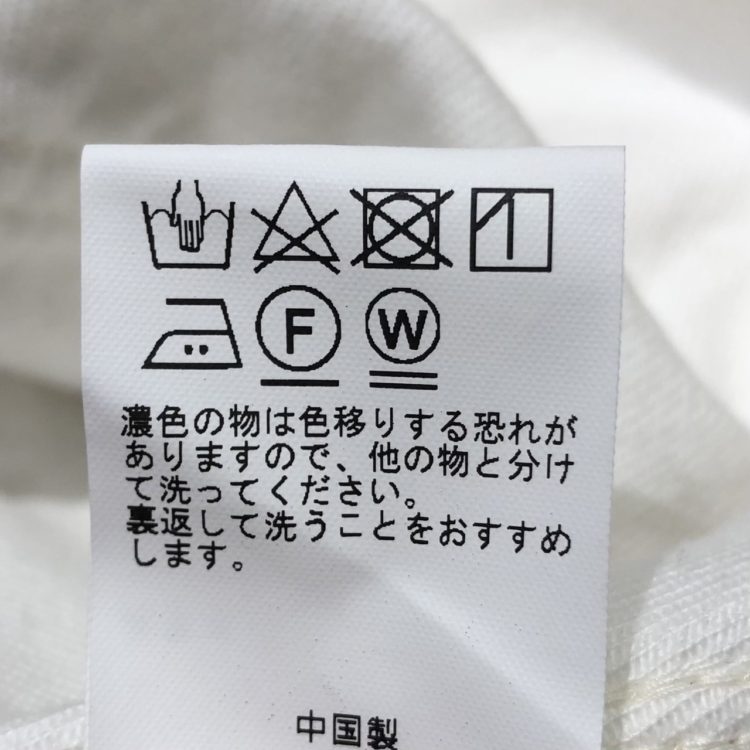 F W
濃色の物は色移りする恐れが
ありますので、他の物と分け
て洗ってください。
裏返して洗うことをおすすめ
します。
中国製